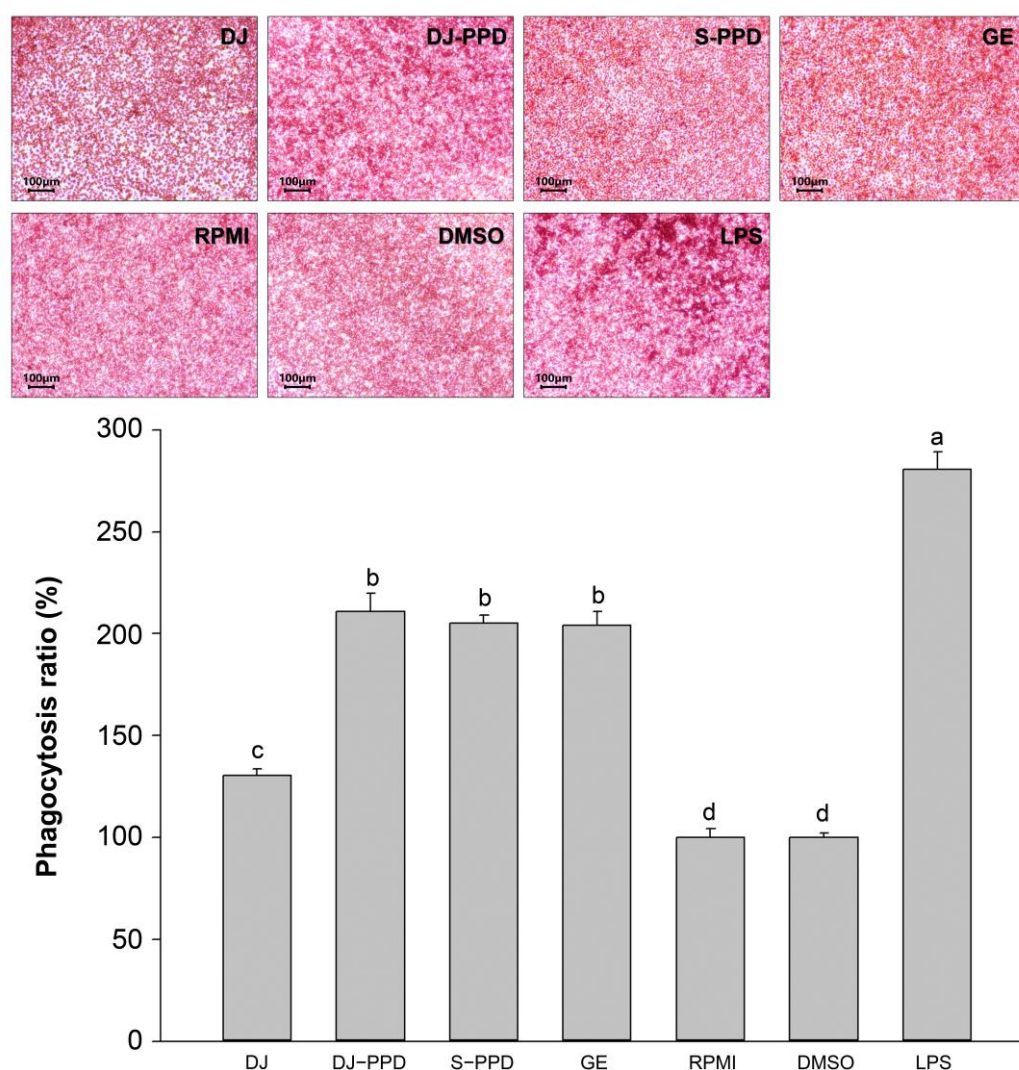 DJ
DJ-PPD
S-PPD
GE
100μm
100μm
100μm
100μm
RPMI
DMSO
LPS
100μm
100μm
100μm
300
250
200
150
100
50
0
Phagocytosis ratio (%)
c
b
b
b
d
d
a
DJ
DJ-PPD
S-PPD
GE
RPMI
DMSO
LPS